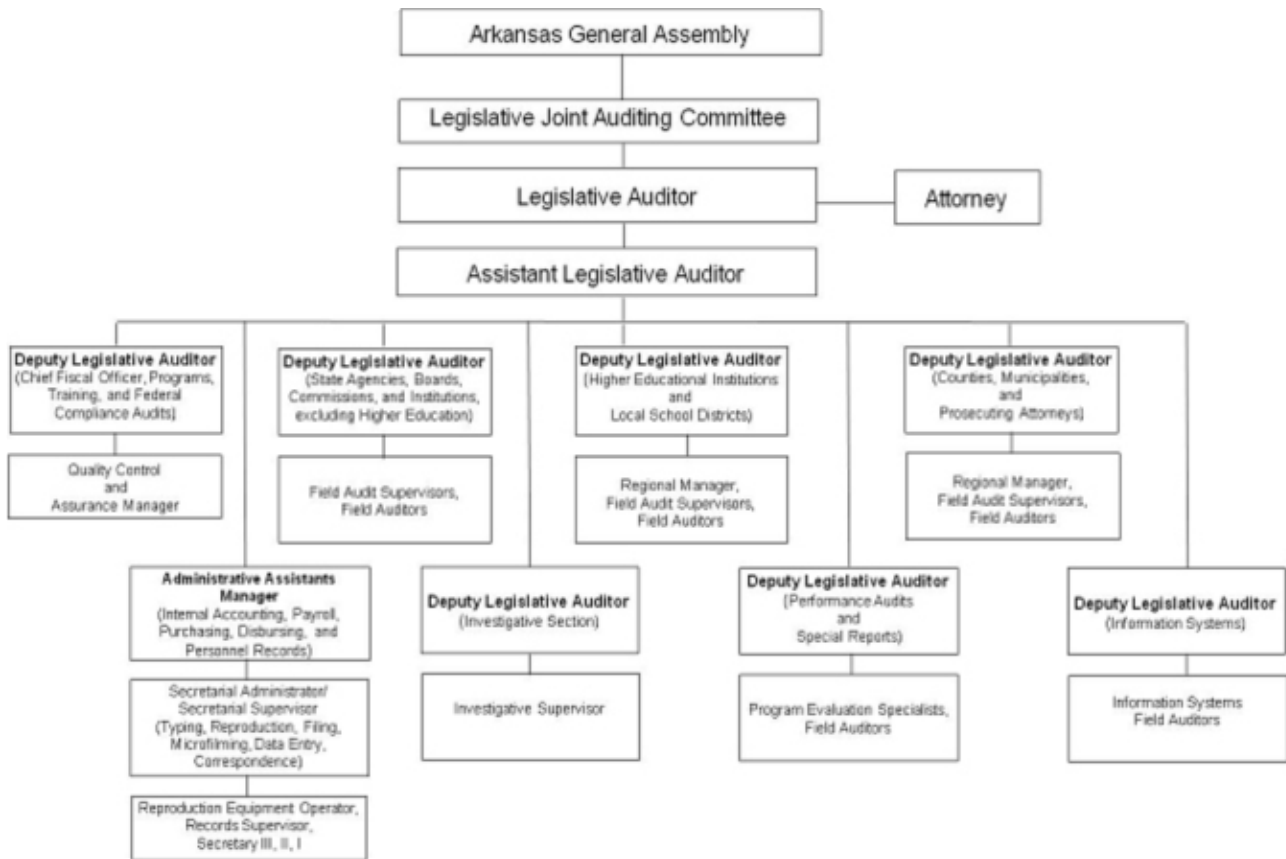 Arkansas General Assembly
Legislative Joint Auditing Committee
Legislative Auditor
Attorney
Assistant Legislative Auditor
Deputy Legislative Auditor
(Chief Fiscal Officer, Programs,
Training, and Federal
Compliance Audits)
Quality Control
and
Assurance Manager
Deputy Legislative Auditor
(State Agencies, Boards,
Commissions, and Institutions,
excluding Higher Education)
Field Audit Supervisors,
Field Auditors
Deputy Legislative Auditor
(Higher Educational Institutions
and
Local School Districts)
Regional Manager,
Field Audit Supervisors,
Field Auditors
Deputy Legislative Auditor
(Counties, Municipalities,
and
Prosecuting Attorneys)
Regional Manager,
Field Audit Supervisors,
Field Auditors
Administrative Assistants
Manager
(Internal Accounting, Payroll,
Purchasing, Disbursing, and
Personnel Records)
Secretarial Administrator/
Secretarial Supervisor
(Typing, Reproduction, Filing,
Microfilming, Data Entry,
Correspondence)
Reproduction Equipment Operator,
Records Supervisor,
Secretary III, II, I
Deputy Legislative Auditor
(Investigative Section)
Investigative Supervisor
Deputy Legislative Auditor
(Performance Audits
and
Special Reports)
Program Evaluation Specialists,
Field Auditors
Deputy Legislative Auditor
(Information Systems)
Information Systems
Field Auditors